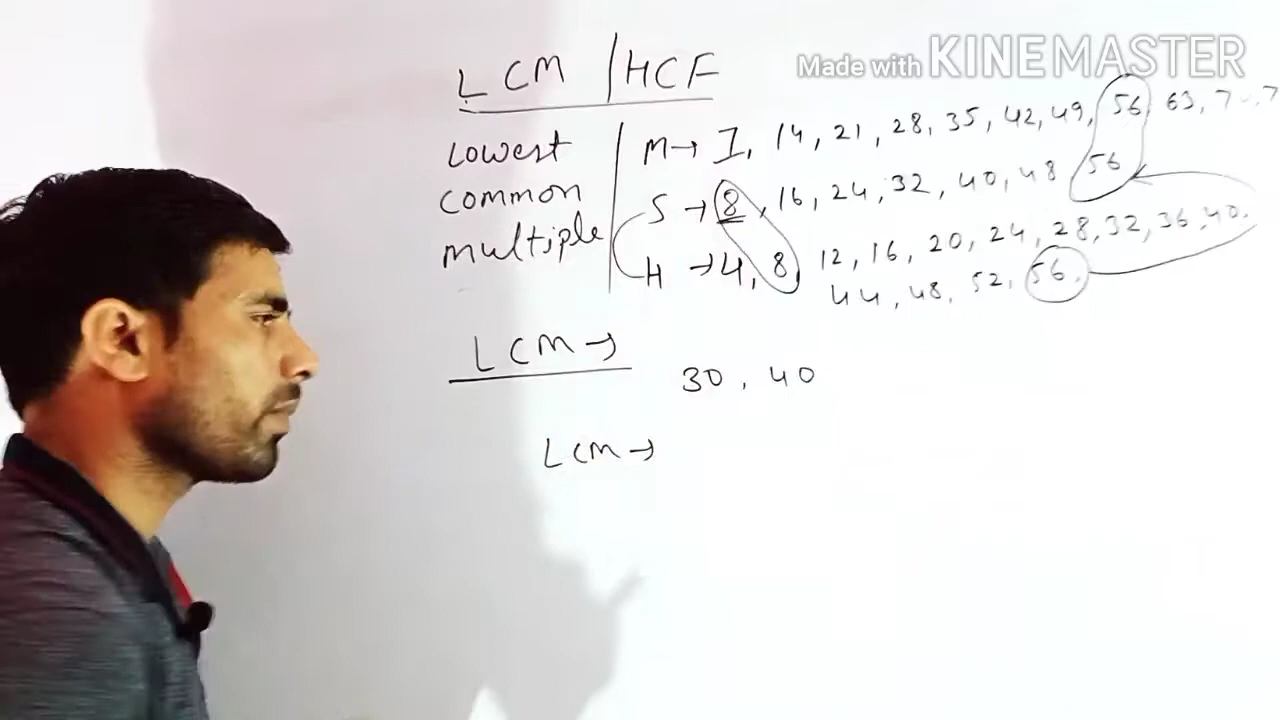 Made with KINEMASTER
LCM / HCF
Lowest
common
multiple
M → 7, 14, 21, 28, 35, 42, 49, 56, 63,
S → 8, 16, 24, 32, 40, 48 56
H → 4, 8, 12, 16, 20, 24, 28, 32, 36, 40.
44, 48, 52, 56.
LCM →
30, 40
LCM →